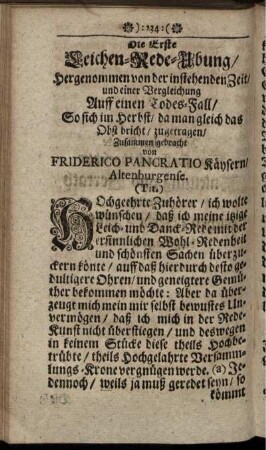 ):234:(
Die Erste
Leichen-Rede-Ubung/
Hergenommen von der instehenden Zeit/
und einer Vergleichung
Auff einen Todes-Fall/
So sich im Herbst/ da man gleich das
Obst bricht/ zugetragen/
Zusammen gebracht
von
FRIDERICO PANCRATIO Käysern/
Altenburgense.
(Tit.)
HOchgeehrte Zuhörer/ ich wolte
wünschen/ daß ich meine itzige
Leich- und Danck-Rede mit der
ersinnlichen Wohl-Redenheit
und schönsten Sachen überzu-
ckern könte/ auff daß hierdurch desto ge-
dultigere Ohren/ und geneigtere Gemü-
ther bekommen möchte: Aber da über-
zeugt mich mein mir selbst bewustes Un-
vermögen/ daß ich mich in der Rede-
Kunst nicht überstiegen/ und deswegen
in keinem Stücke diese theils Hochbe-
trübte/ theils Hochgelahrte Versamm-
lungs-Krone vergnügen werde. (a) Je-
dennoch/ weils ja muß geredet seyn/ so
kömmt